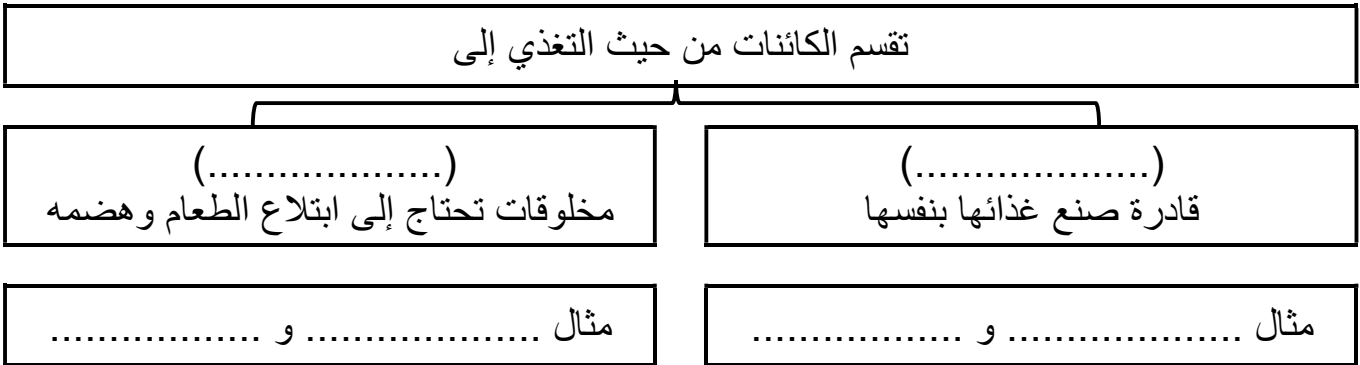 تقسم الكائنات من حيث التغذي إلى
(....................)
قادرة صنع غذائها بنفسها
(....................)
مخلوقات تحتاج إلى ابتلاع الطعام وهضمه
مثال .................... و ..................
مثال .................... و ..................